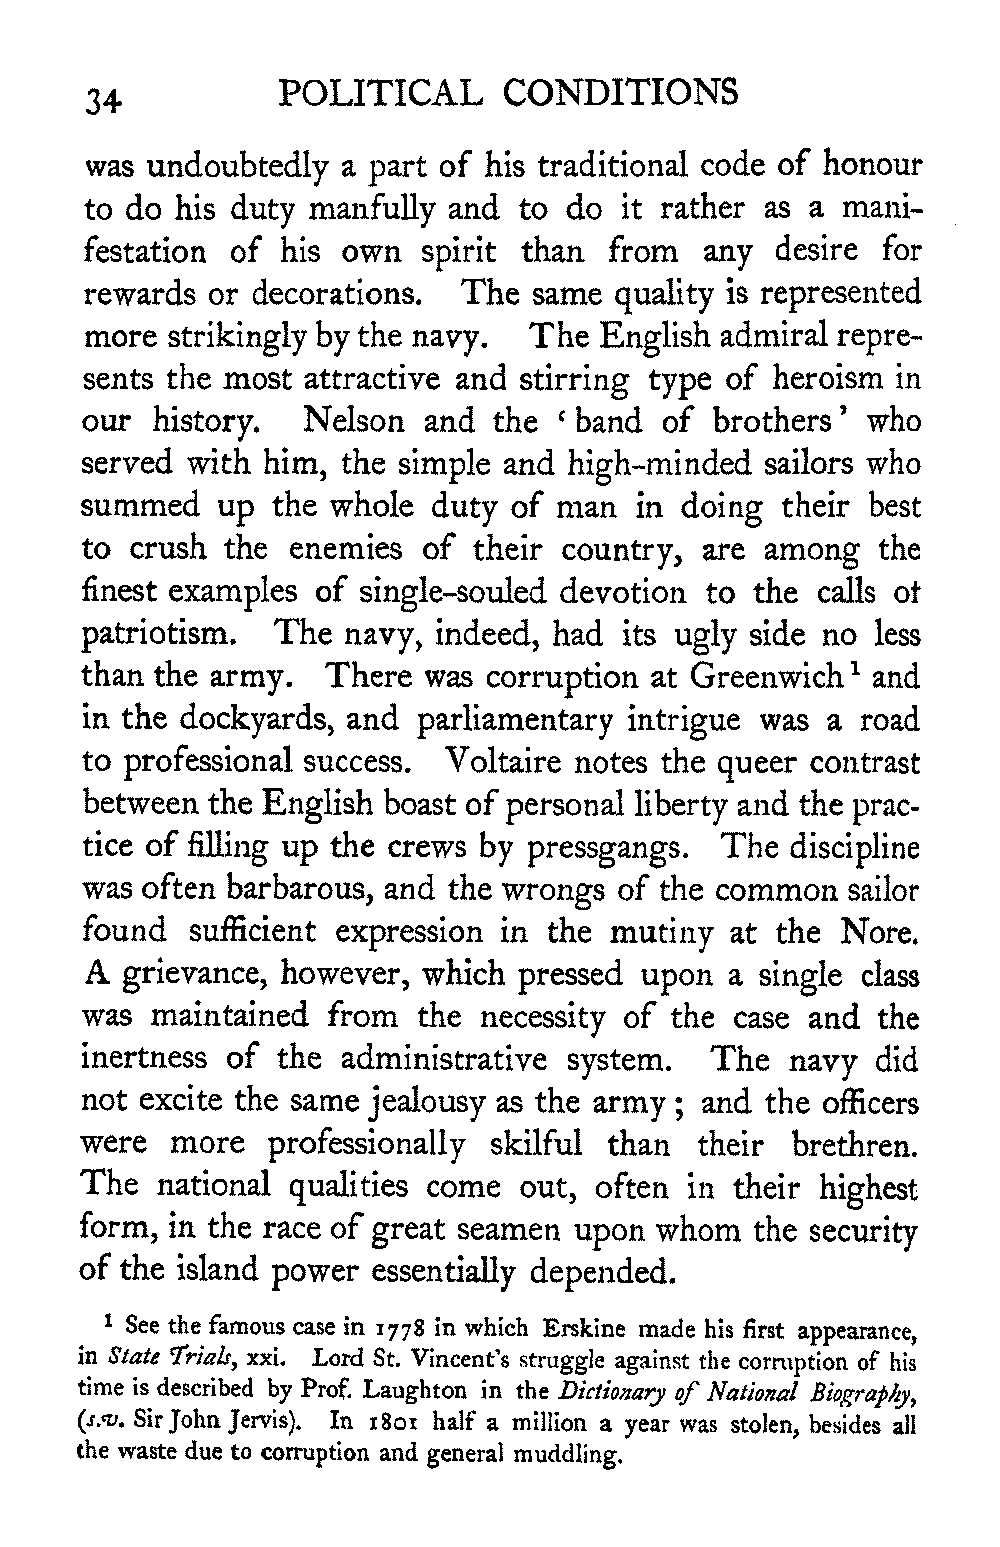 34 POLITICAL CONDITIONS
was undoubtedly a part of his traditional code of honour
to do his duty manfully and to do it rather as a mani-
festation of his own spirit than from any desire for
rewards or decorations. The same quality is represented
more strikingly by the navy. The English admiral repre-
sents the most attractive and stirring type of heroism in
our history. Nelson and the ‘ band of brothers ’ who
served with him, the simple and high-minded sailors who
summed up the whole duty of man in doing their best
to crush the enemies of their country, are among the
finest examples of single-souled devotion to the calls of
patriotism. The navy, indeed, had its ugly side no less
than the army. There was corruption at Greenwich ¹ and
in the dockyards, and parliamentary intrigue was a road
to professional success. Voltaire notes the queer contrast
between the English boast of personal liberty and the prac-
tice of filling up the crews by pressgangs. The discipline
was often barbarous, and the wrongs of the common sailor
found sufficient expression in the mutiny at the Nore.
A grievance, however, which pressed upon a single class
was maintained from the necessity of the case and the
inertness of the administrative system. The navy did
not excite the same jealousy as the army ; and the officers
were more professionally skilful than their brethren.
The national qualities come out, often in their highest
form, in the race of great seamen upon whom the security
of the island power essentially depended.
¹ See the famous case in 1778 in which Erskine made his first appearance,
in State Trials, xxi. Lord St. Vincent's struggle against the corruption of his
time is described by Prof. Laughton in the Dictionary of National Biography,
(s.v. Sir John Jervis). In 1801 half a million a year was stolen, besides all
the waste due to corruption and general muddling.